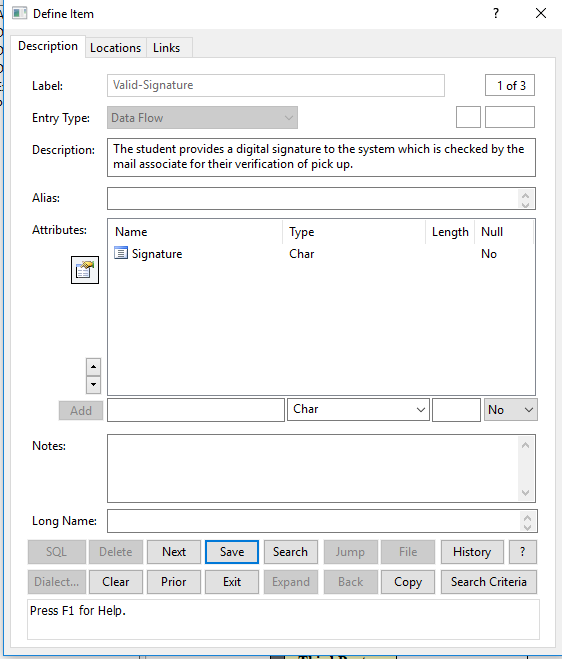 Define Item
?
Description Locations Links
Label: Valid-Signature 1 of 3
Entry Type: Data Flow
Description: The student provides a digital signature to the system which is checked by the
mail associate for their verification of pick up.
Alias:
Attributes: Name Type Length Null
Signature Char No
Add Char No
Notes:
Long Name:
SQL Delete Next Save Search Jump File History ?
Dialect... Clear Prior Exit Expand Back Copy Search Criteria
Press F1 for Help.